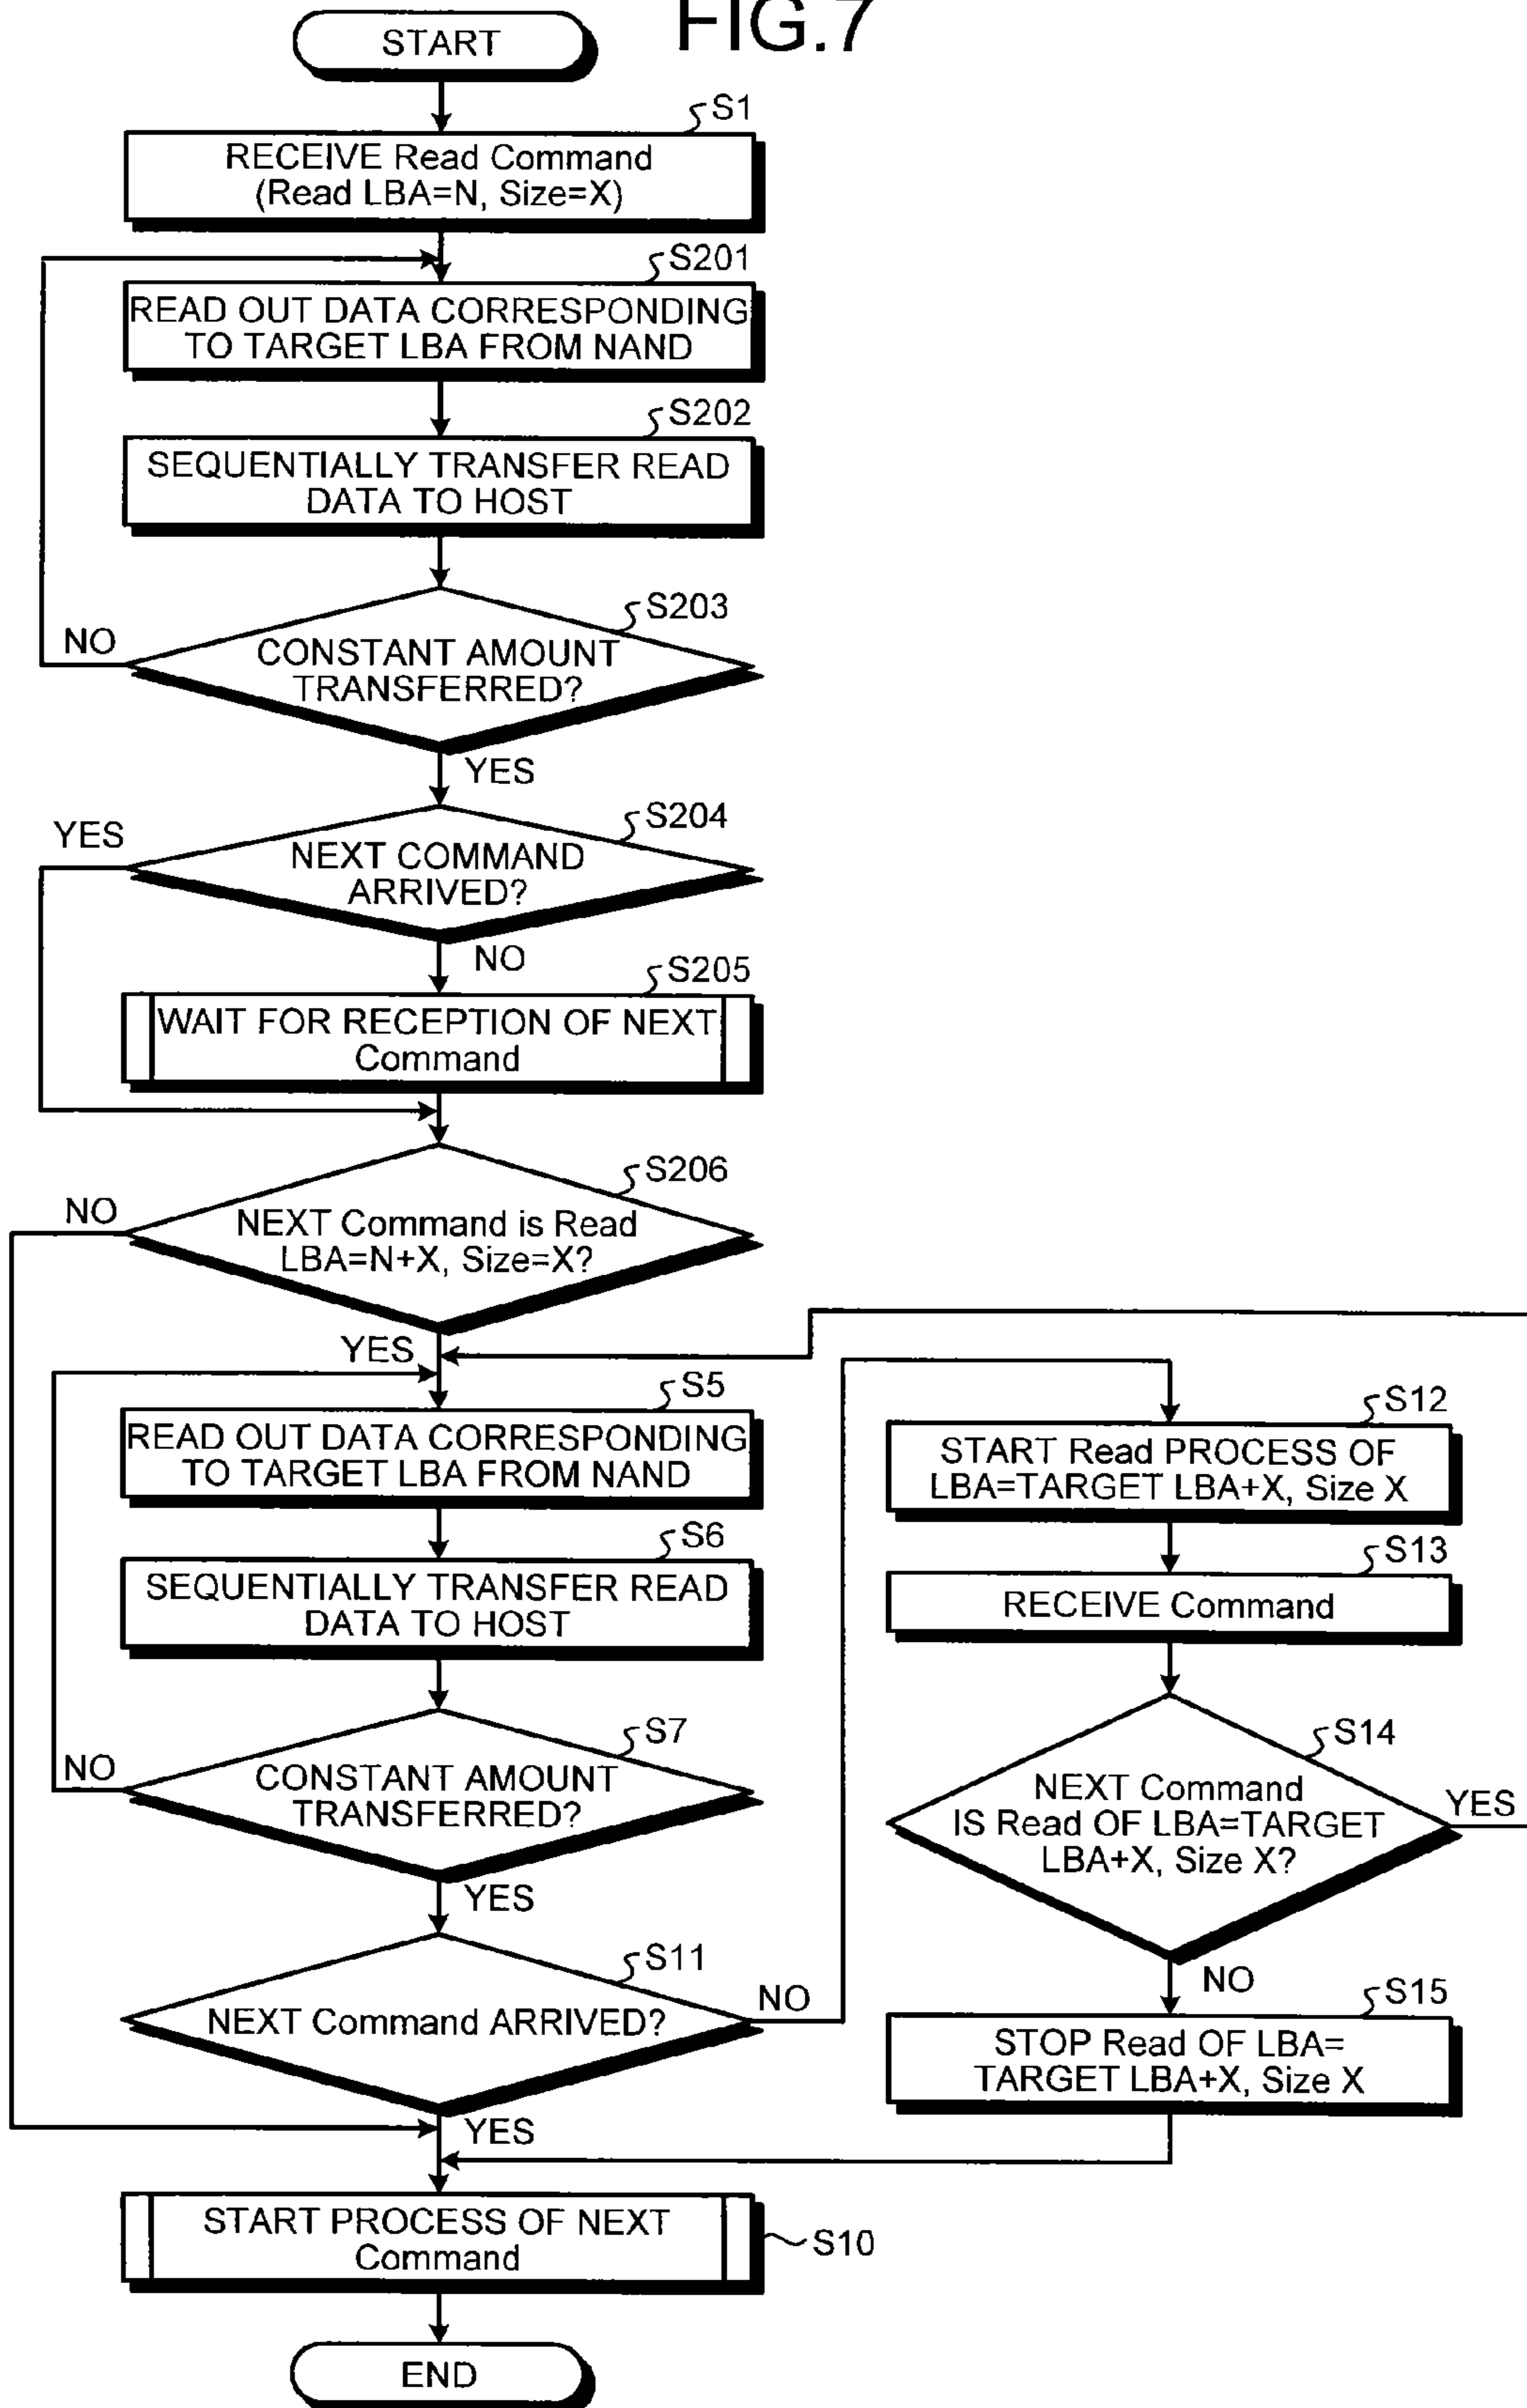 FIG.7
START
S1
RECEIVE Read Command
(Read LBA=N, Size=X)
S201
READ OUT DATA CORRESPONDING
TO TARGET LBA FROM NAND
S202
SEQUENTIALLY TRANSFER READ
DATA TO HOST
S203
NO
CONSTANT AMOUNT
TRANSFERRED?
YES
S204
YES
NEXT COMMAND
ARRIVED?
NO
S205
WAIT FOR RECEPTION OF NEXT
Command
S206
NO
NEXT Command is Read
LBA=N+X, Size=X?
YES
S5
READ OUT DATA CORRESPONDING
TO TARGET LBA FROM NAND
S6
SEQUENTIALLY TRANSFER READ
DATA TO HOST
S7
NO
CONSTANT AMOUNT
TRANSFERRED?
YES
S11
NEXT Command ARRIVED?
NO
YES
S12
START Read PROCESS OF
LBA=TARGET LBA+X, Size X
S13
RECEIVE Command
S14
NEXT Command
IS Read OF LBA=TARGET
LBA+X, Size X?
YES
NO
S15
STOP Read OF LBA=
TARGET LBA+X, Size X
START PROCESS OF NEXT
Command
S10
END